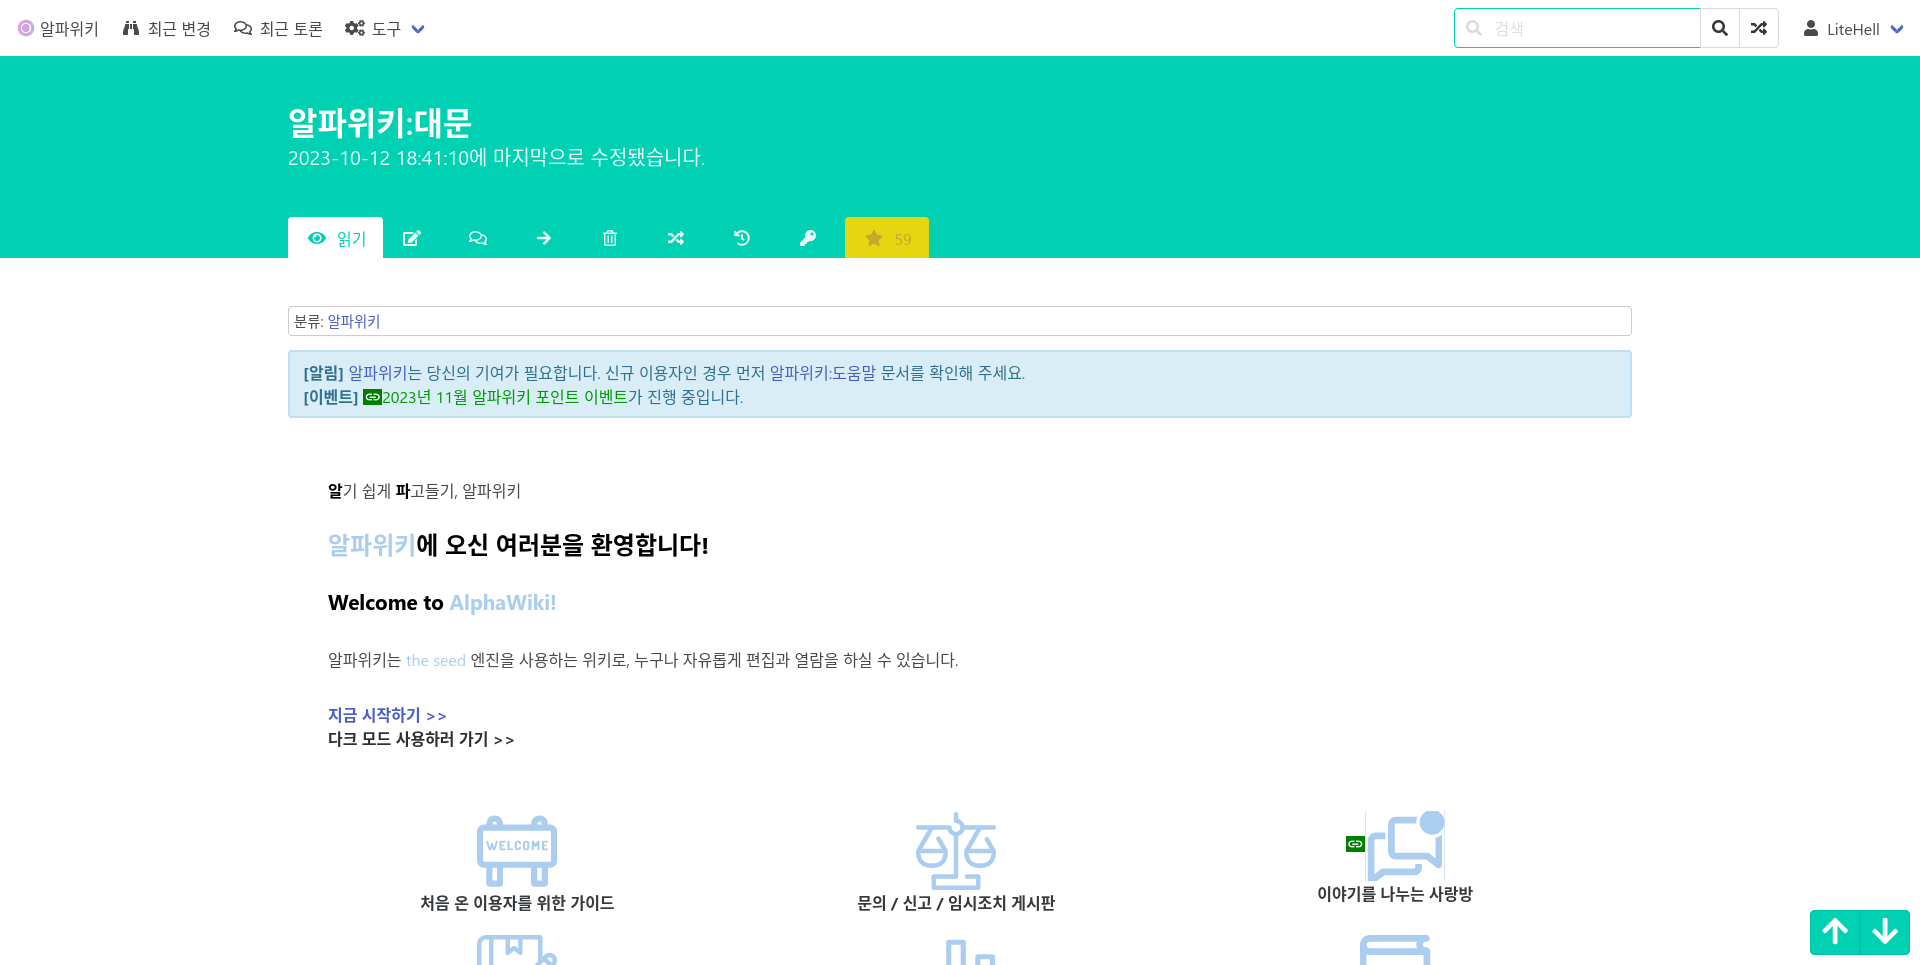 알파위키 최근 변경 최근 토론 도구 검색 LiteHell
알파위키:대문
2023-10-12 18:41:10에 마지막으로 수정됐습니다.
읽기 59
분류: 알파위키
[알림] 알파위키는 당신의 기여가 필요합니다. 신규 이용자인 경우 먼저 알파위키:도움말 문서를 확인해 주세요.
[이벤트] 2023년 11월 알파위키 포인트 이벤트가 진행 중입니다.
알기 쉽게 파고들기, 알파위키
알파위키에 오신 여러분을 환영합니다!
Welcome to AlphaWiki!
알파위키는 the seed 엔진을 사용하는 위키로, 누구나 자유롭게 편집과 열람을 하실 수 있습니다.
지금 시작하기 >>
다크 모드 사용하러 가기 >>
WELCOME
처음 온 이용자를 위한 가이드 문의 / 신고 / 임시조치 게시판 이야기를 나누는 사랑방